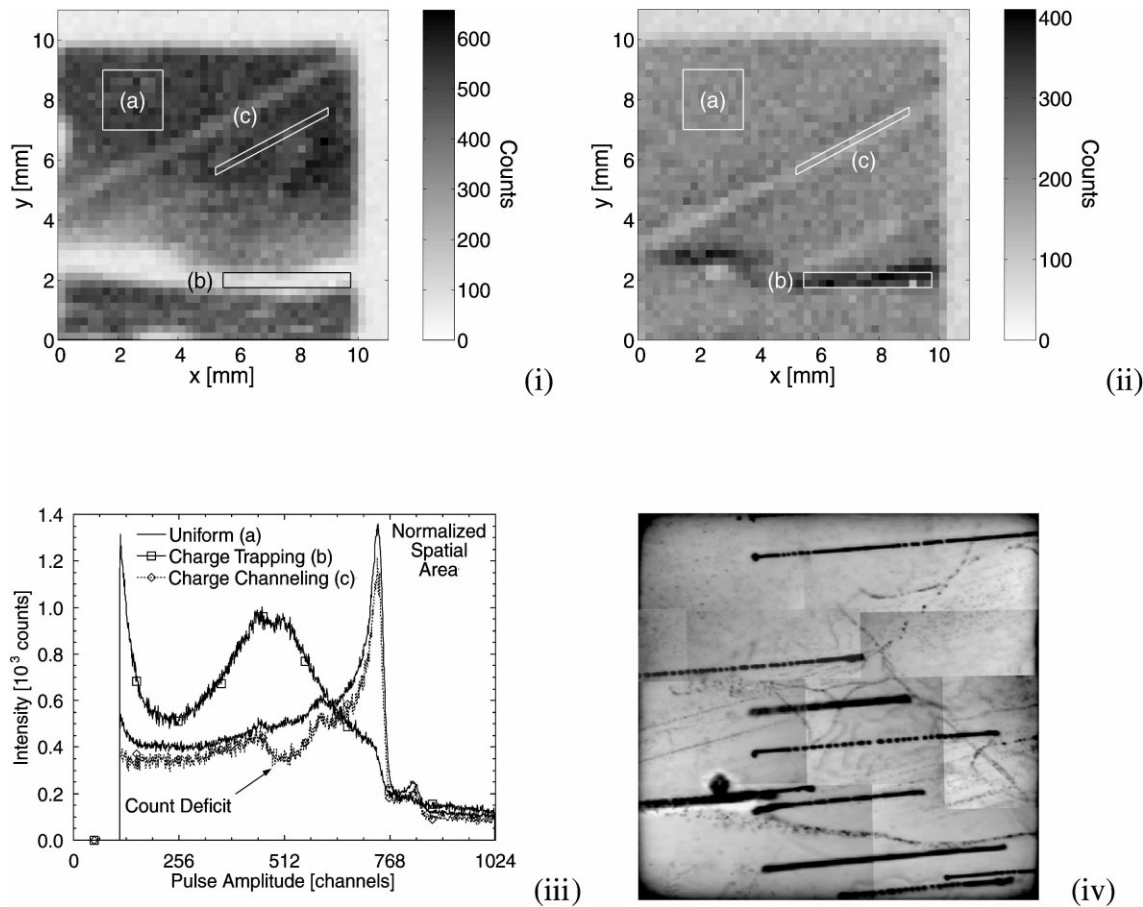 10
8
6
4
2
0
y [mm]
0 2 4 6 8 10
x [mm]
(a)
(b)
(c)
600
500
400
300
200
100
0
Counts
(i)
10
8
6
4
2
0
y [mm]
0 2 4 6 8 10
x [mm]
(a)
(b)
(c)
400
300
200
100
0
Counts
(ii)
1.4
1.2
1.0
0.8
0.6
0.4
0.2
0.0
Intensity [10³ counts]
Uniform (a)
Charge Trapping (b)
Charge Channeling (c)
Normalized
Spatial
Area
Count Deficit
0 256 512 768 1024
Pulse Amplitude [channels]
(iii)
(iv)